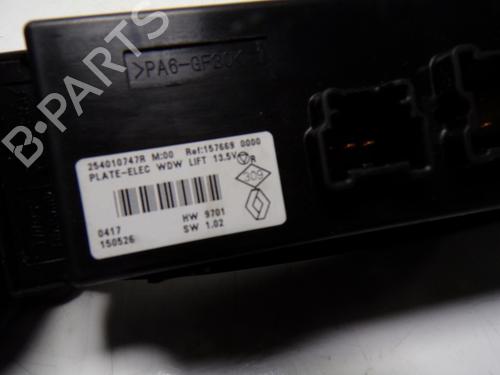 >PA6-GF30<
254010747R M:00 Ref:157669 0000
PLATE-ELEC WDW LIFT 13.5V R
309
HW 9701
SW 1.02
0417
150526
B-Parts